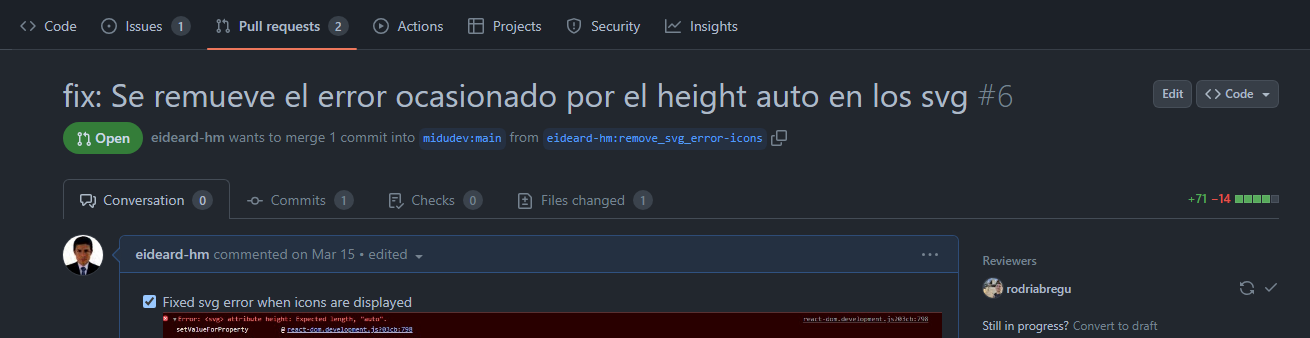 Code Issues 1 Pull requests 2 Actions Projects Security Insights
fix: Se remueve el error ocasionado por el height auto en los svg #6
Edit Code
Open eideard-hm wants to merge 1 commit into midudev:main from eideard-hm:remove_svg_error-icons
Conversation 0 Commits 1 Checks 0 Files changed 1 +71 −14
eideard-hm commented on Mar 15 • edited
Reviewers
rodriabregu
Fixed svg error when icons are displayed
Error: <svg> attribute height: Expected length, "auto". react-dom.development.js?03cb:798
setValueForProperty @ react-dom.development.js?03cb:798
Still in progress? Convert to draft